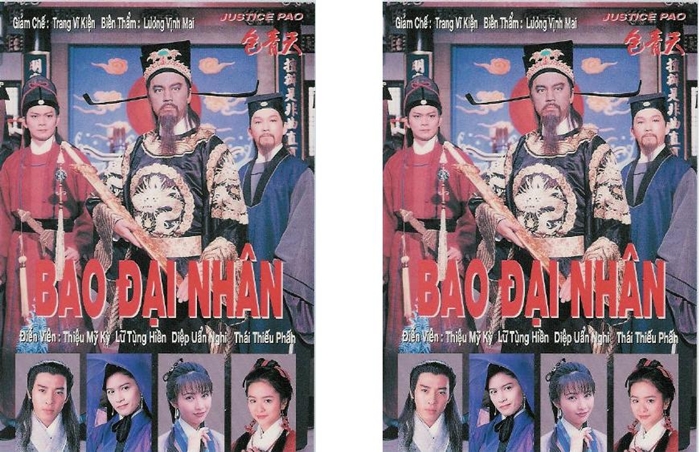 Giám Chế : Trang Vĩ Kiện Biên Thẩm : Lương Vịnh Mai
JUSTICE PAO
包青天
BAO ĐẠI NHÂN
Diễn Viên : Thiệu Mỹ Kỳ Lữ Tùng Hiền Diệp Uẩn Nghi Thái Thiếu Phấn
Giám Chế : Trang Vĩ Kiện Biên Thẩm : Lương Vịnh Mai
JUSTICE PAO
包青天
BAO ĐẠI NHÂN
Diễn Viên : Thiệu Mỹ Kỳ Lữ Tùng Hiền Diệp Uẩn Nghi Thái Thiếu Phấn